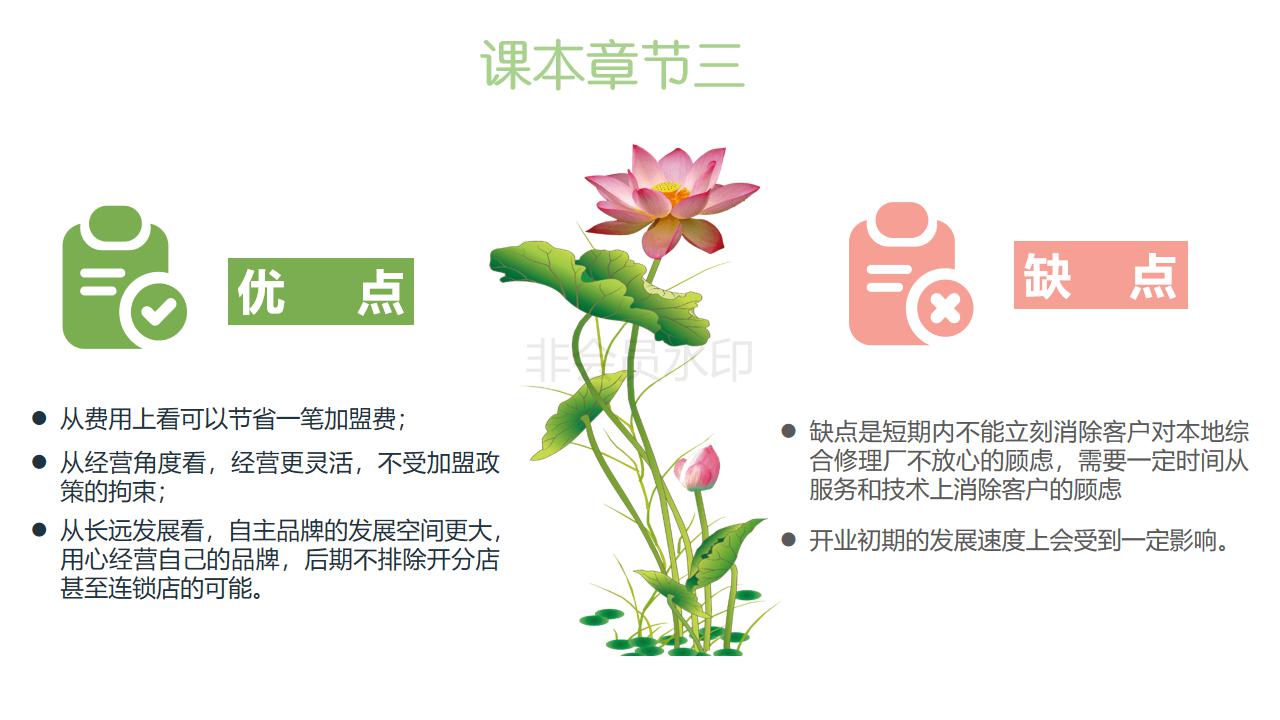 课本章节三
优 点
从费用上看可以节省一笔加盟费；
从经营角度看，经营更灵活，不受加盟政
策的拘束；
从长远发展看，自主品牌的发展空间更大，
用心经营自己的品牌，后期不排除开分店
甚至连锁店的可能。
非会员水印
缺 点
缺点是短期内不能立刻消除客户对本地综
合修理厂不放心的顾虑，需要一定时间从
服务和技术上消除客户的顾虑
开业初期的发展速度上会受到一定影响。